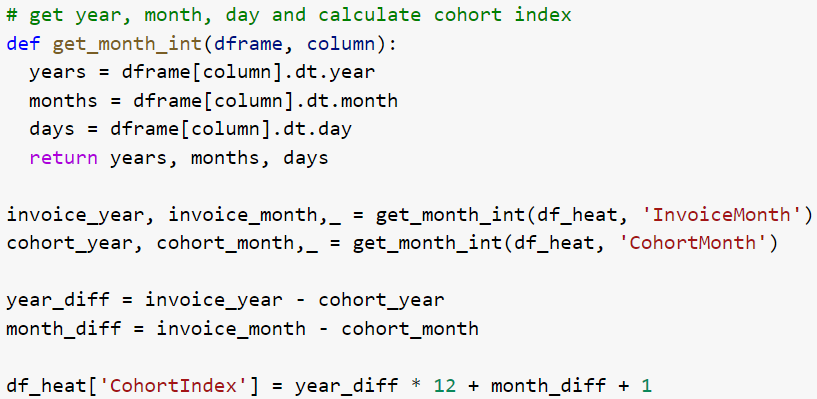 # get year, month, day and calculate cohort index
def get_month_int(dframe, column):
  years = dframe[column].dt.year
  months = dframe[column].dt.month
  days = dframe[column].dt.day
  return years, months, days

invoice_year, invoice_month,_ = get_month_int(df_heat, 'InvoiceMonth')
cohort_year, cohort_month,_ = get_month_int(df_heat, 'CohortMonth')

year_diff = invoice_year - cohort_year
month_diff = invoice_month - cohort_month

df_heat['CohortIndex'] = year_diff * 12 + month_diff + 1